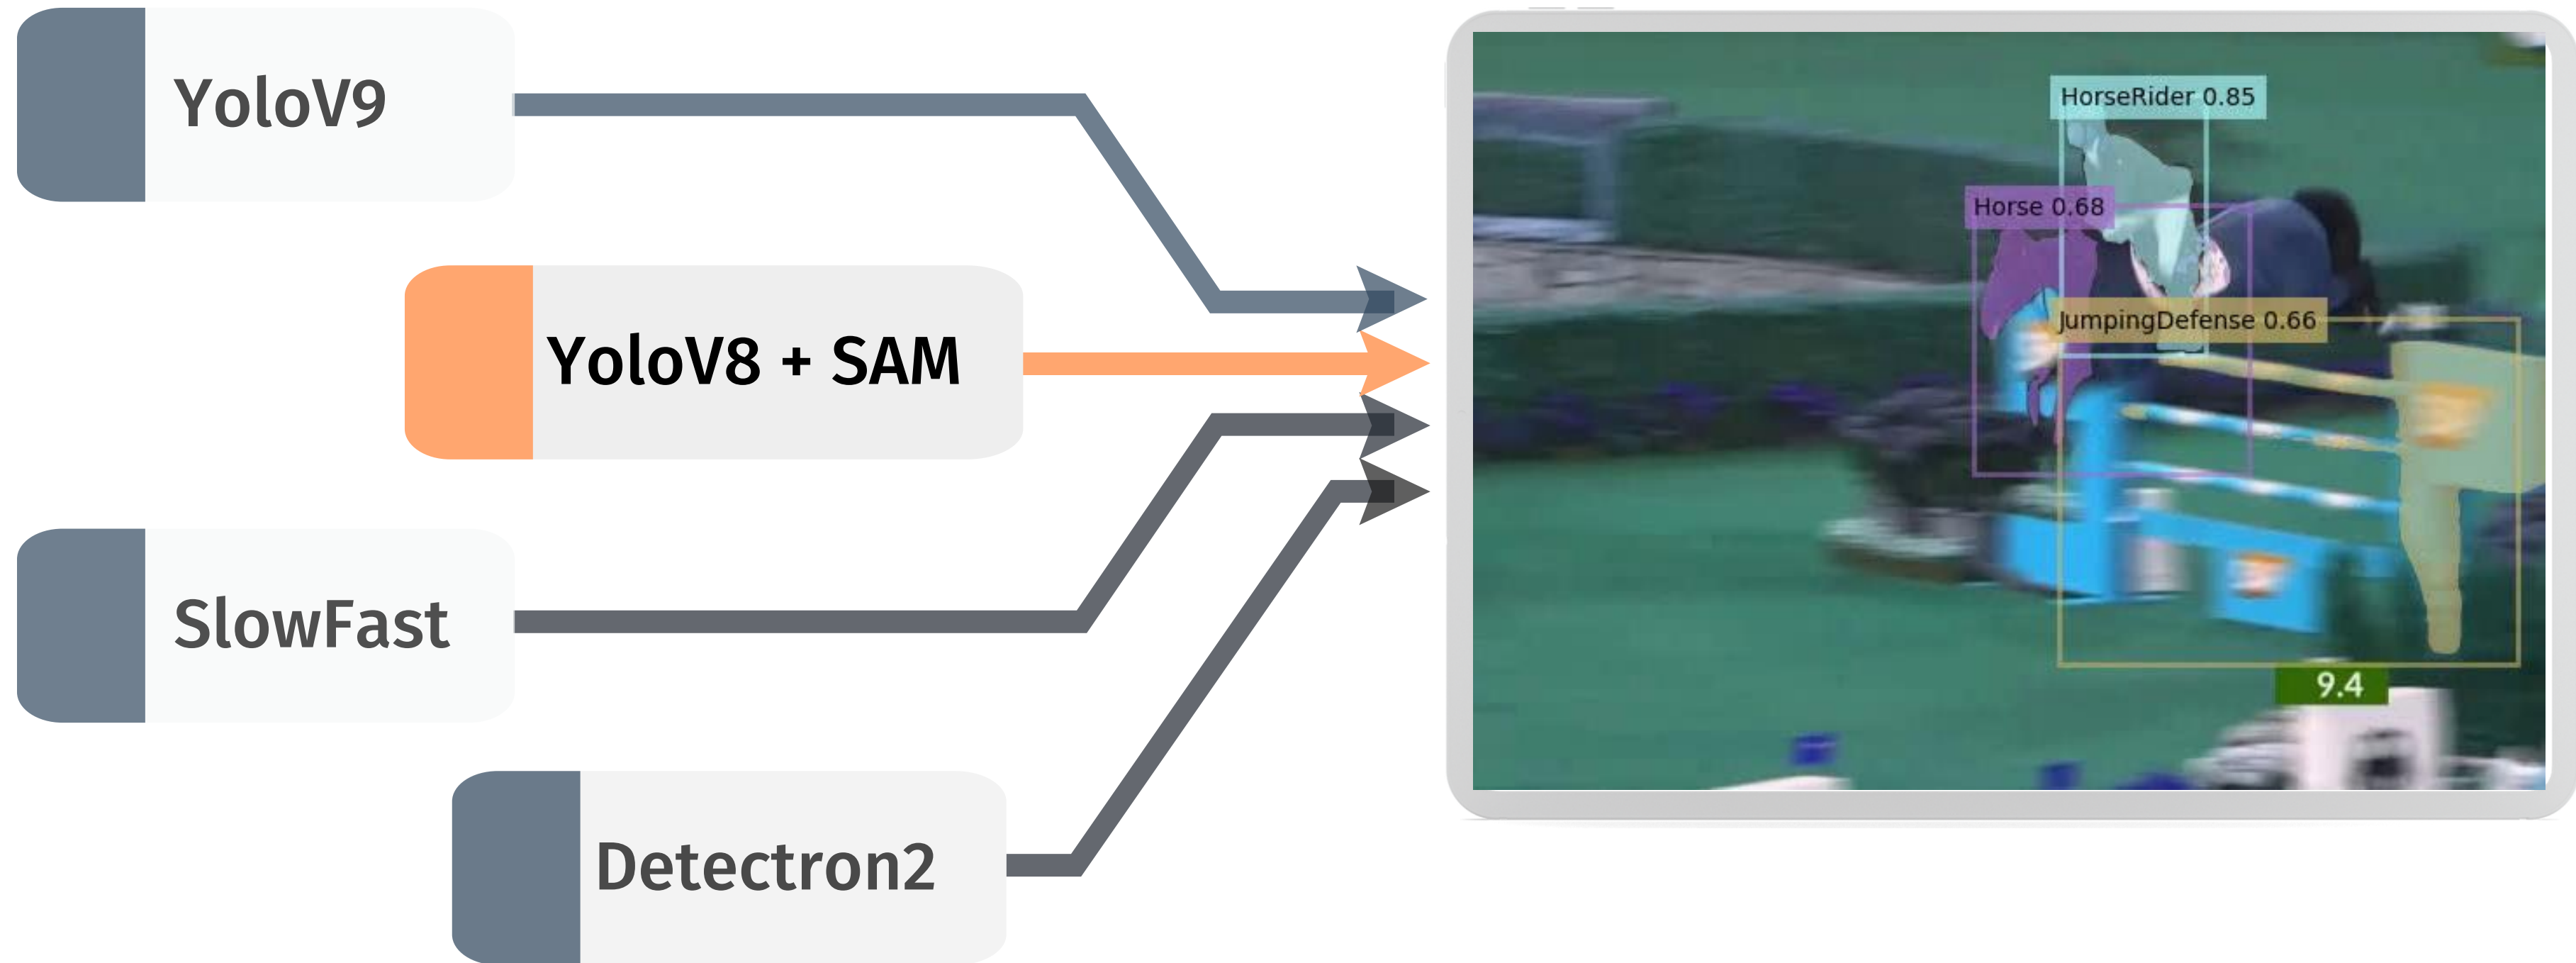 YoloV9
YoloV8 + SAM
SlowFast
Detectron2
HorseRider 0.85
Horse 0.68
JumpingDefense 0.66
9.4